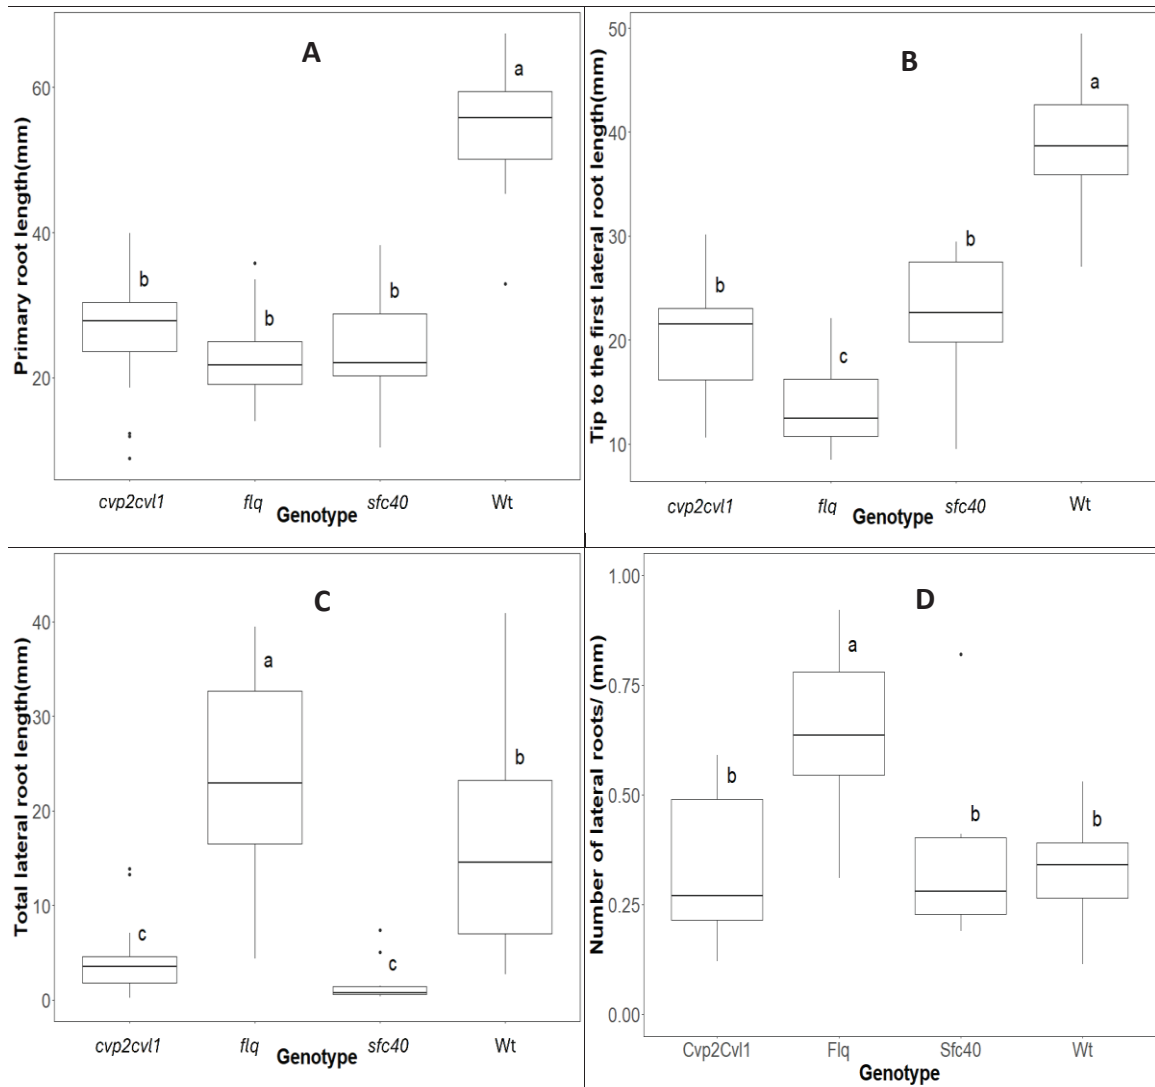 A
Primary root length(mm)
60
40
20
a
b
b
b
cvp2cvl1
flq
sfc40
Wt
Genotype
B
Tip to the first lateral root length(mm)
50
40
30
20
10
a
b
b
c
cvp2cvl1
flq
sfc40
Wt
Genotype
C
Total lateral root length(mm)
40
30
20
10
0
a
b
c
c
cvp2cvl1
flq
sfc40
Wt
Genotype
D
Number of lateral roots/ (mm)
1.00
0.75
0.50
0.25
0.00
a
b
b
b
Cvp2Cvl1
Flq
Sfc40
Wt
Genotype